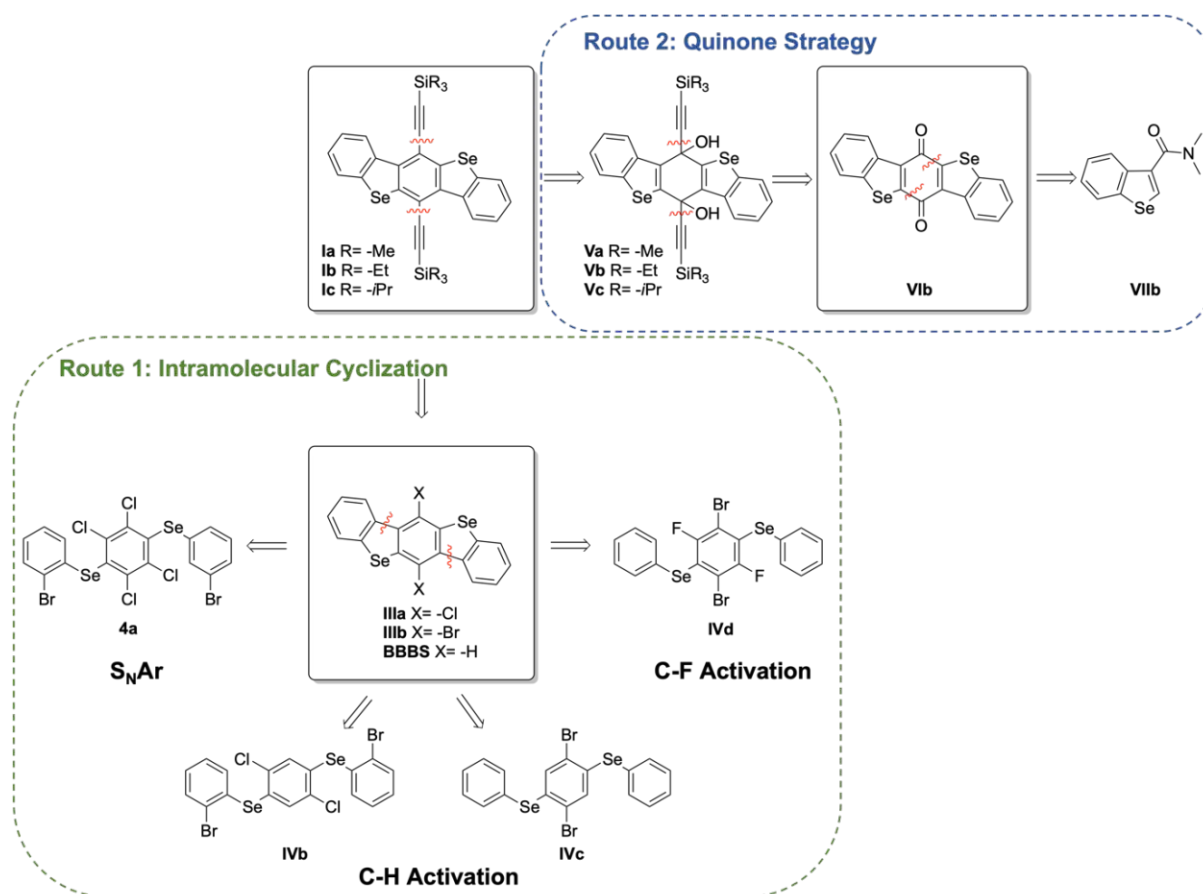 Route 2: Quinone Strategy
SiR3
Se
Se
Ia R= -Me
Ib R= -Et
Ic R= -iPr
SiR3
SiR3
OH
Se
Se
OH
Va R= -Me
Vb R= -Et
Vc R= -iPr
SiR3
O
Se
Se
O
VIb
O
N
Se
VIIb
Route 1: Intramolecular Cyclization
Cl
Cl
Se
Se
Cl
Br
Cl
Br
4a
SNAr
X
Se
Se
X
IIIa X= -Cl
IIIb X= -Br
BBBS X= -H
Br
F
Se
Se
F
Br
IVd
C-F Activation
Br
Cl
Se
Se
Cl
Br
IVb
Br
Se
Se
Br
IVc
C-H Activation